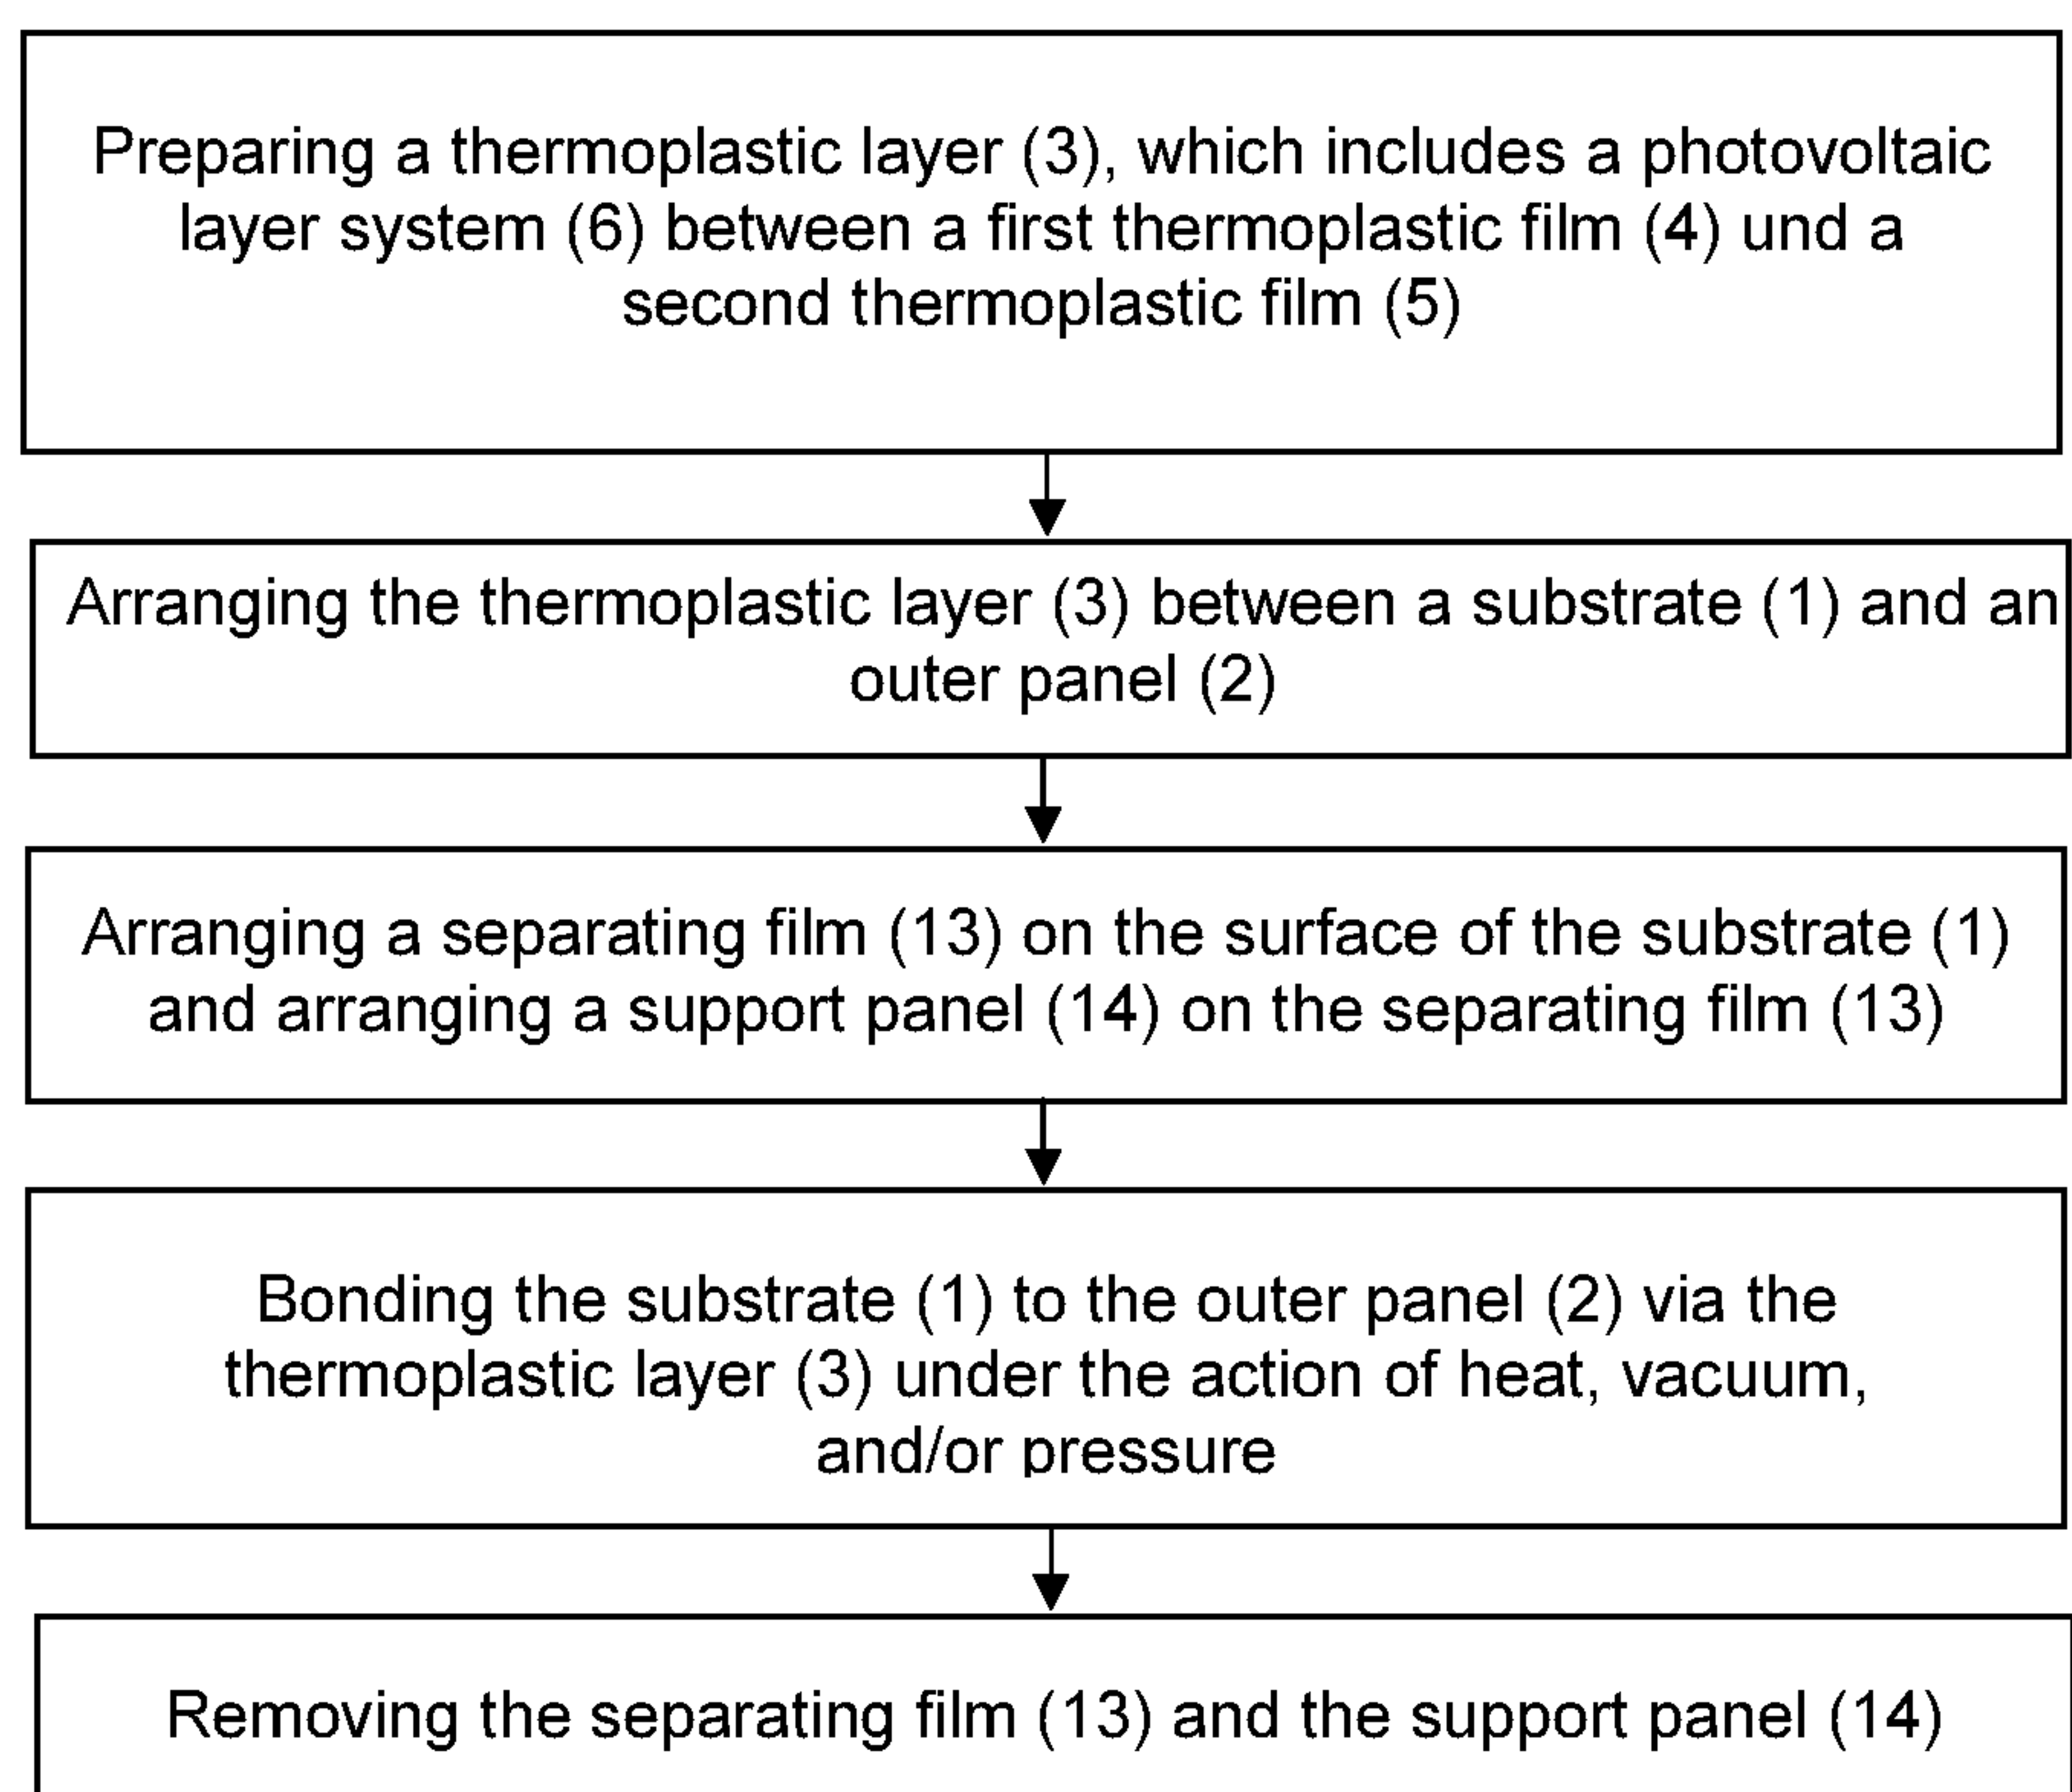 Preparing a thermoplastic layer (3), which includes a photovoltaic
layer system (6) between a first thermoplastic film (4) und a
second thermoplastic film (5)
Arranging the thermoplastic layer (3) between a substrate (1) and an
outer panel (2)
Arranging a separating film (13) on the surface of the substrate (1)
and arranging a support panel (14) on the separating film (13)
Bonding the substrate (1) to the outer panel (2) via the
thermoplastic layer (3) under the action of heat, vacuum,
and/or pressure
Removing the separating film (13) and the support panel (14)